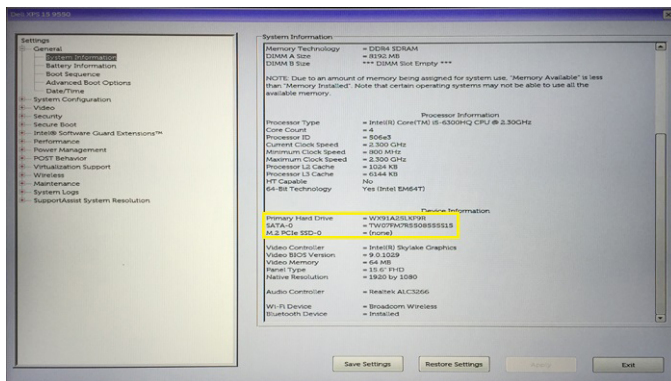 Dell XPS 15 9550
Settings
General
System Information
Battery Information
Boot Sequence
Advanced Boot Options
Date/Time
System Configuration
Video
Security
Secure Boot
Intel® Software Guard Extensions™
Performance
Power Management
POST Behavior
Virtualization Support
Wireless
Maintenance
System Logs
SupportAssist System Resolution
System Information
Memory Technology = DDR4 SDRAM
DIMM A Size = 8192 MB
DIMM B Size *** DIMM Slot Empty ***
NOTE: Due to an amount of memory being assigned for system use, "Memory Available" is less
than "Memory Installed". Note that certain operating systems may not be able to use all the
available memory.
Processor Information
Processor Type = Intel(R) Core(TM) i5-6300HQ CPU @ 2.30GHz
Core Count = 4
Processor ID = 506e3
Current Clock Speed = 2.300 GHz
Minimum Clock Speed = 800 MHz
Maximum Clock Speed = 2.300 GHz
Processor L2 Cache = 1024 KB
Processor L3 Cache = 6144 KB
HT Capable No
64-Bit Technology Yes (Intel EM64T)
Device Information
Primary Hard Drive =
SATA-0 =
M.2 PCIe SSD-0 = (none)
Video Controller = Intel(R) Skylake Graphics
Video BIOS Version = 9.0.1029
Video Memory = 64 MB
Panel Type = 15.6" FHD
Native Resolution = 1920 by 1080
Audio Controller = Realtek ALC3266
Wi-Fi Device = Broadcom Wireless
Bluetooth Device = Installed
Save Settings Restore Settings Apply Exit